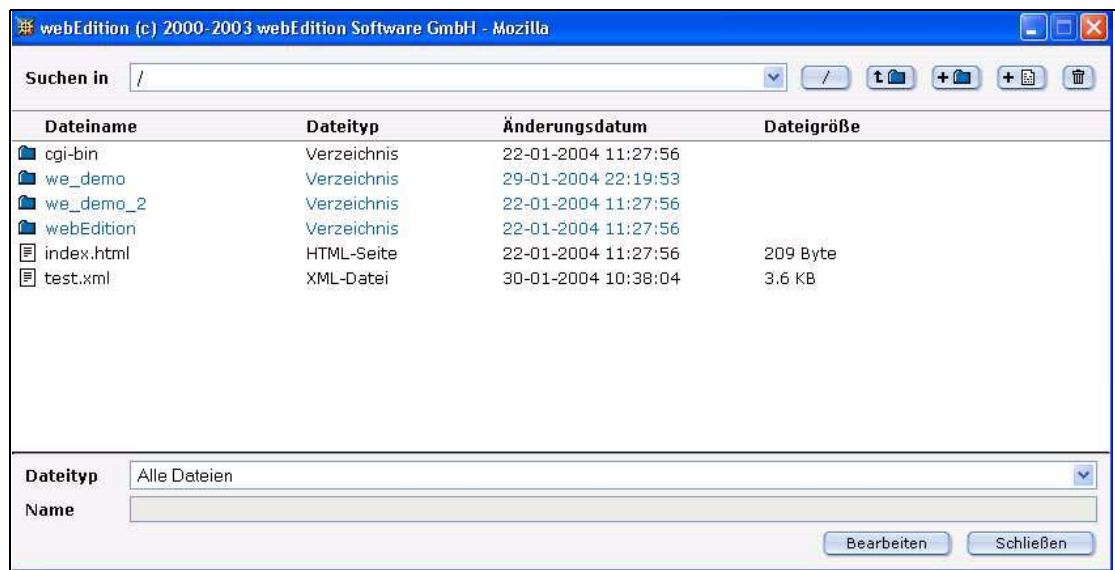 webEdition (c) 2000-2003 webEdition Software GmbH - Mozilla
Suchen in / /
Dateiname Dateityp Änderungsdatum Dateigröße
cgi-bin Verzeichnis 22-01-2004 11:27:56
we_demo Verzeichnis 29-01-2004 22:19:53
we_demo_2 Verzeichnis 22-01-2004 11:27:56
webEdition Verzeichnis 22-01-2004 11:27:56
index.html HTML-Seite 22-01-2004 11:27:56 209 Byte
test.xml XML-Datei 30-01-2004 10:38:04 3.6 KB
Dateityp Alle Dateien
Name
Bearbeiten Schließen